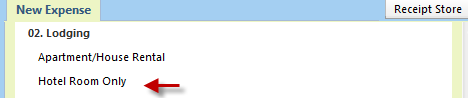 New Expense
Receipt Store
02. Lodging
Apartment/House Rental
Hotel Room Only